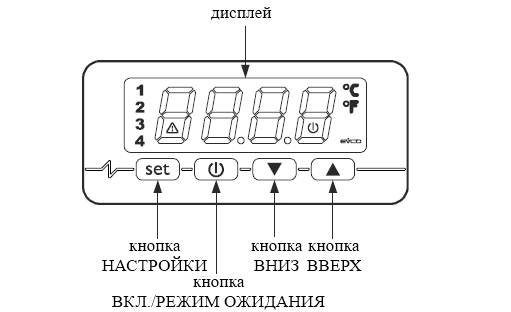 дисплей
1
2
3
4
°C
°F
evco
set
кнопка
НАСТРОЙКИ
кнопка
ВКЛ./РЕЖИМ ОЖИДАНИЯ
кнопка
ВНИЗ
кнопка
ВВЕРХ